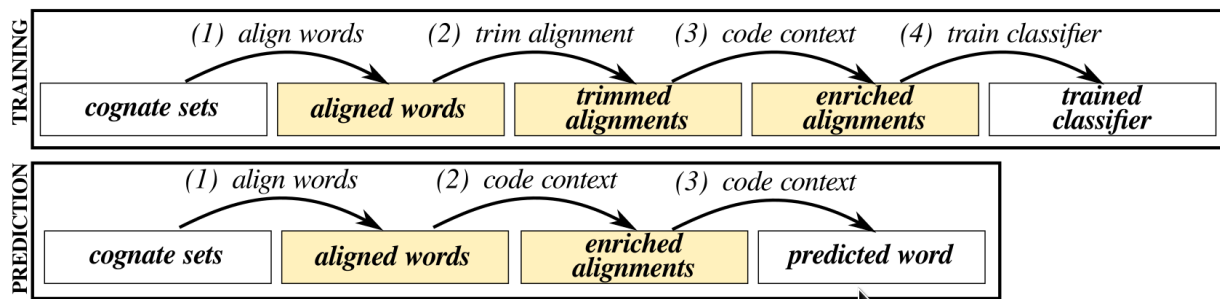 TRAINING
(1) align words (2) trim alignment (3) code context (4) train classifier
cognate sets aligned words trimmed alignments enriched alignments trained classifier
PREDICTION
(1) align words (2) code context (3) code context
cognate sets aligned words enriched alignments predicted word